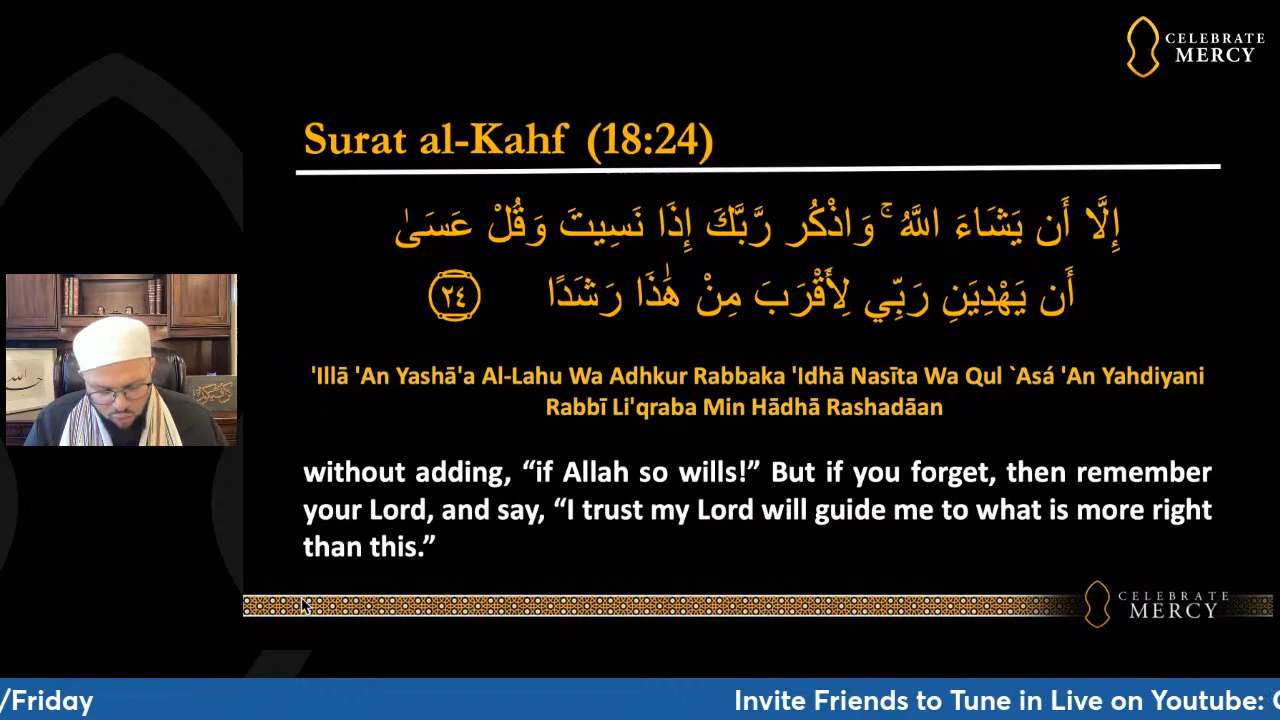 CELEBRATE
MERCY
Surat al-Kahf (18:24)
إِلَّا أَن يَشَاءَ اللَّهُ ۚ وَاذْكُر رَّبَّكَ إِذَا نَسِيتَ وَقُلْ عَسَىٰ
أَن يَهْدِيَنِ رَبِّي لِأَقْرَبَ مِنْ هَٰذَا رَشَدًا ٢٤
'Illā 'An Yashā'a Al-Lahu Wa Adhkur Rabbaka 'Idhā Nasīta Wa Qul `Asá 'An Yahdiyani
Rabbī Li'qraba Min Hādhā Rashadāan
without adding, “if Allah so wills!” But if you forget, then remember
your Lord, and say, “I trust my Lord will guide me to what is more right
than this.”
CELEBRATE
MERCY
/Friday
Invite Friends to Tune in Live on Youtube: